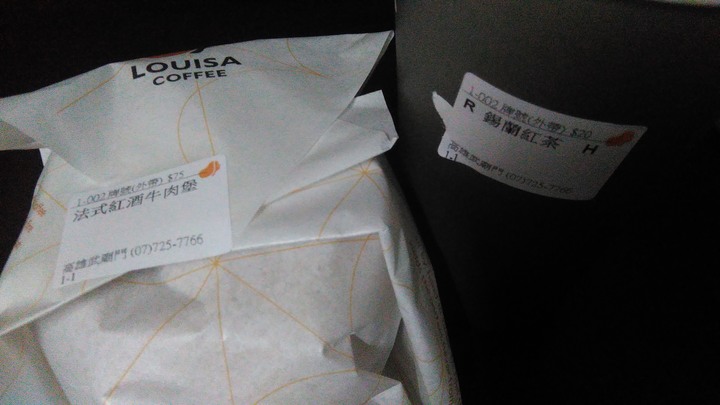 LOUISA
COFFEE
1-002 牌號(外帶) $75
法式紅酒牛肉堡
高雄武廟門 (07)725-7766
1-1
1-002 牌號(外帶) $20
R 錫蘭紅茶 H
高雄武廟門 (07)725-7766
1-1